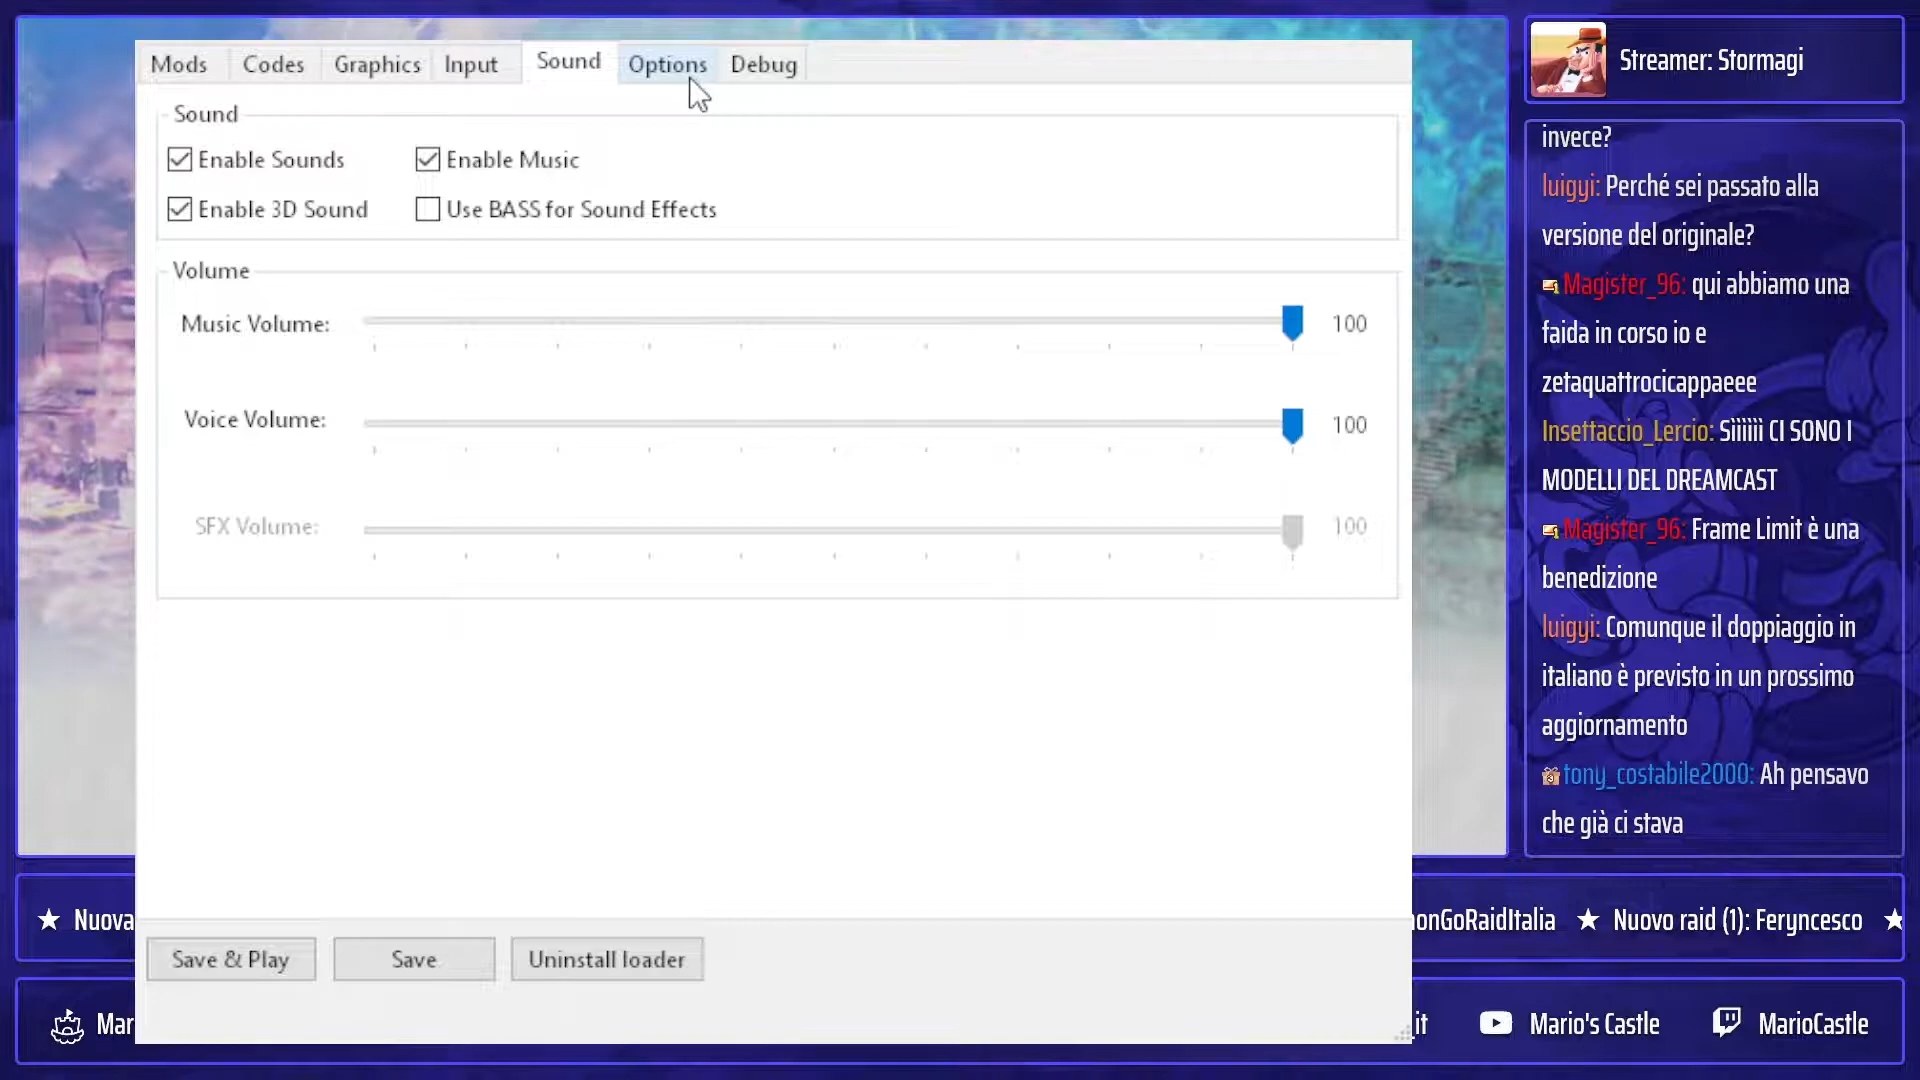 Mods Codes Graphics Input Sound Options Debug
Sound
Enable Sounds Enable Music
Enable 3D Sound Use BASS for Sound Effects
Volume
Music Volume: 100
Voice Volume: 100
SFX Volume: 100
Save & Play Save Uninstall loader
Streamer: Stormagi
invece?
luigyi: Perché sei passato alla
versione del originale?
Magister_96: qui abbiamo una
faida in corso io e
zetaquattrocicappaeee
Insettaccio_Lercio: Sìììììì CI SONO I
MODELLI DEL DREAMCAST
Magister_96: Frame Limit è una
benedizione
luigyi: Comunque il doppiaggio in
italiano è previsto in un prossimo
aggiornamento
tony_costabile2000: Ah pensavo
che già ci stava
★ Nuova onGoRaidItalia ★ Nuovo raid (1): Feryncesco ★
Mar .it Mario's Castle MarioCastle